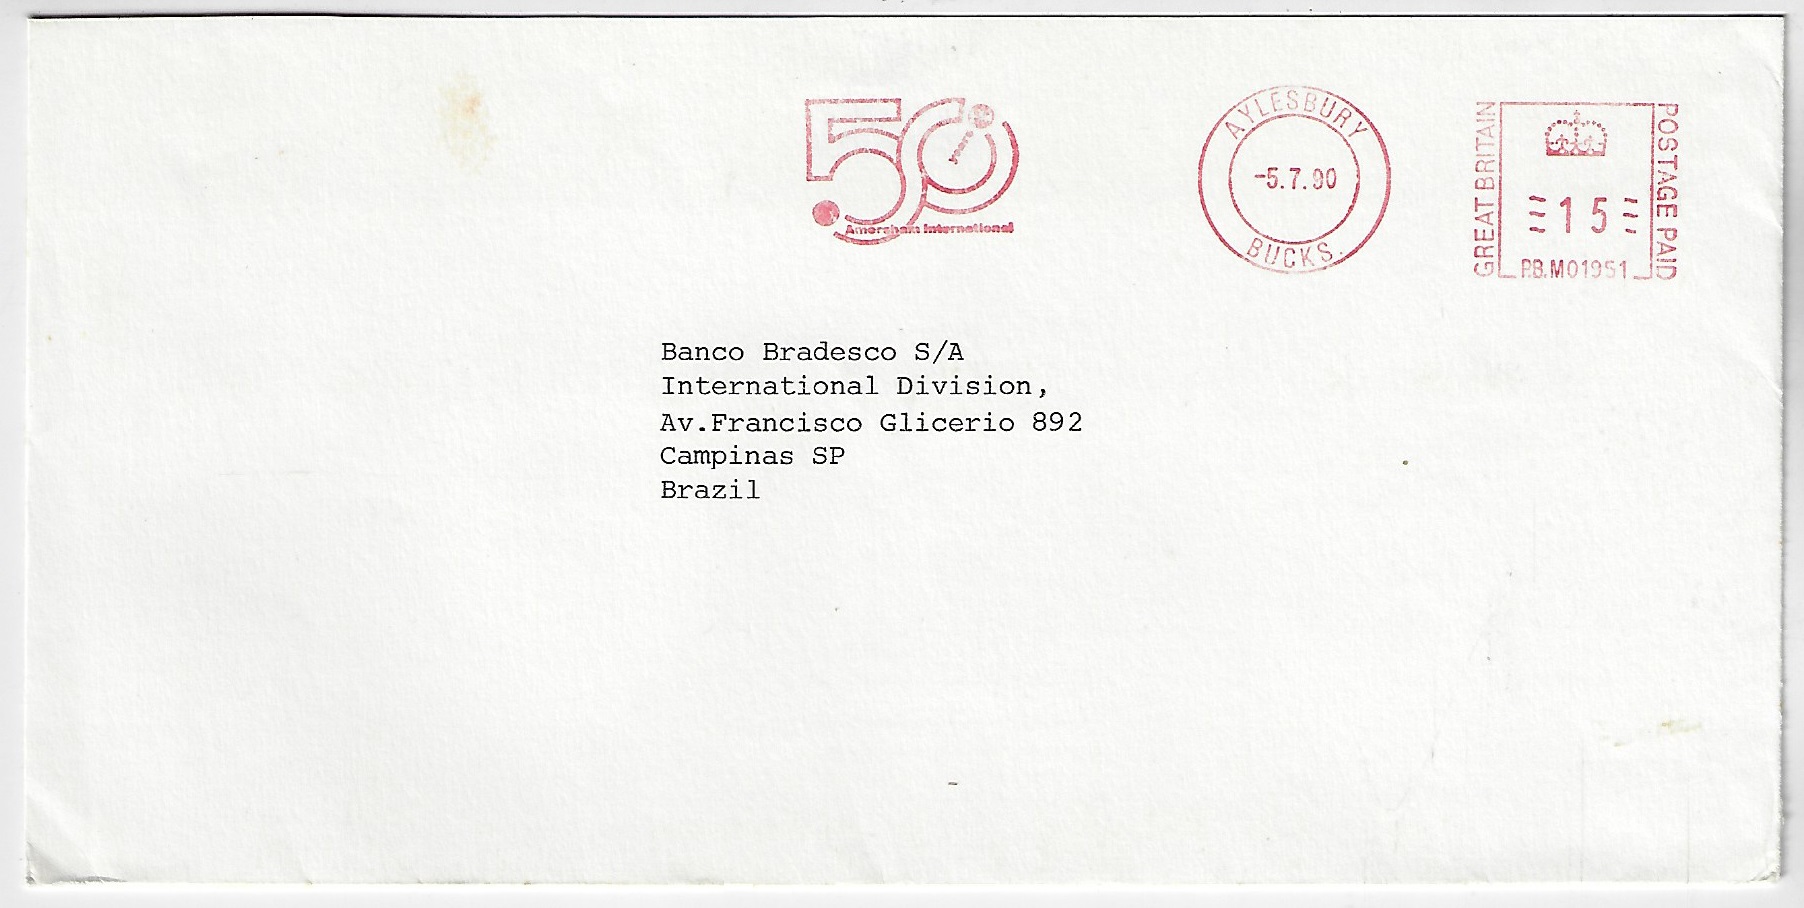 50
years
Amersham International
AYLESBURY
-5.7.90
BUCKS.
GREAT BRITAIN
15
P.B.M01951
POSTAGE PAID
Banco Bradesco S/A
International Division,
Av.Francisco Glicerio 892
Campinas SP
Brazil